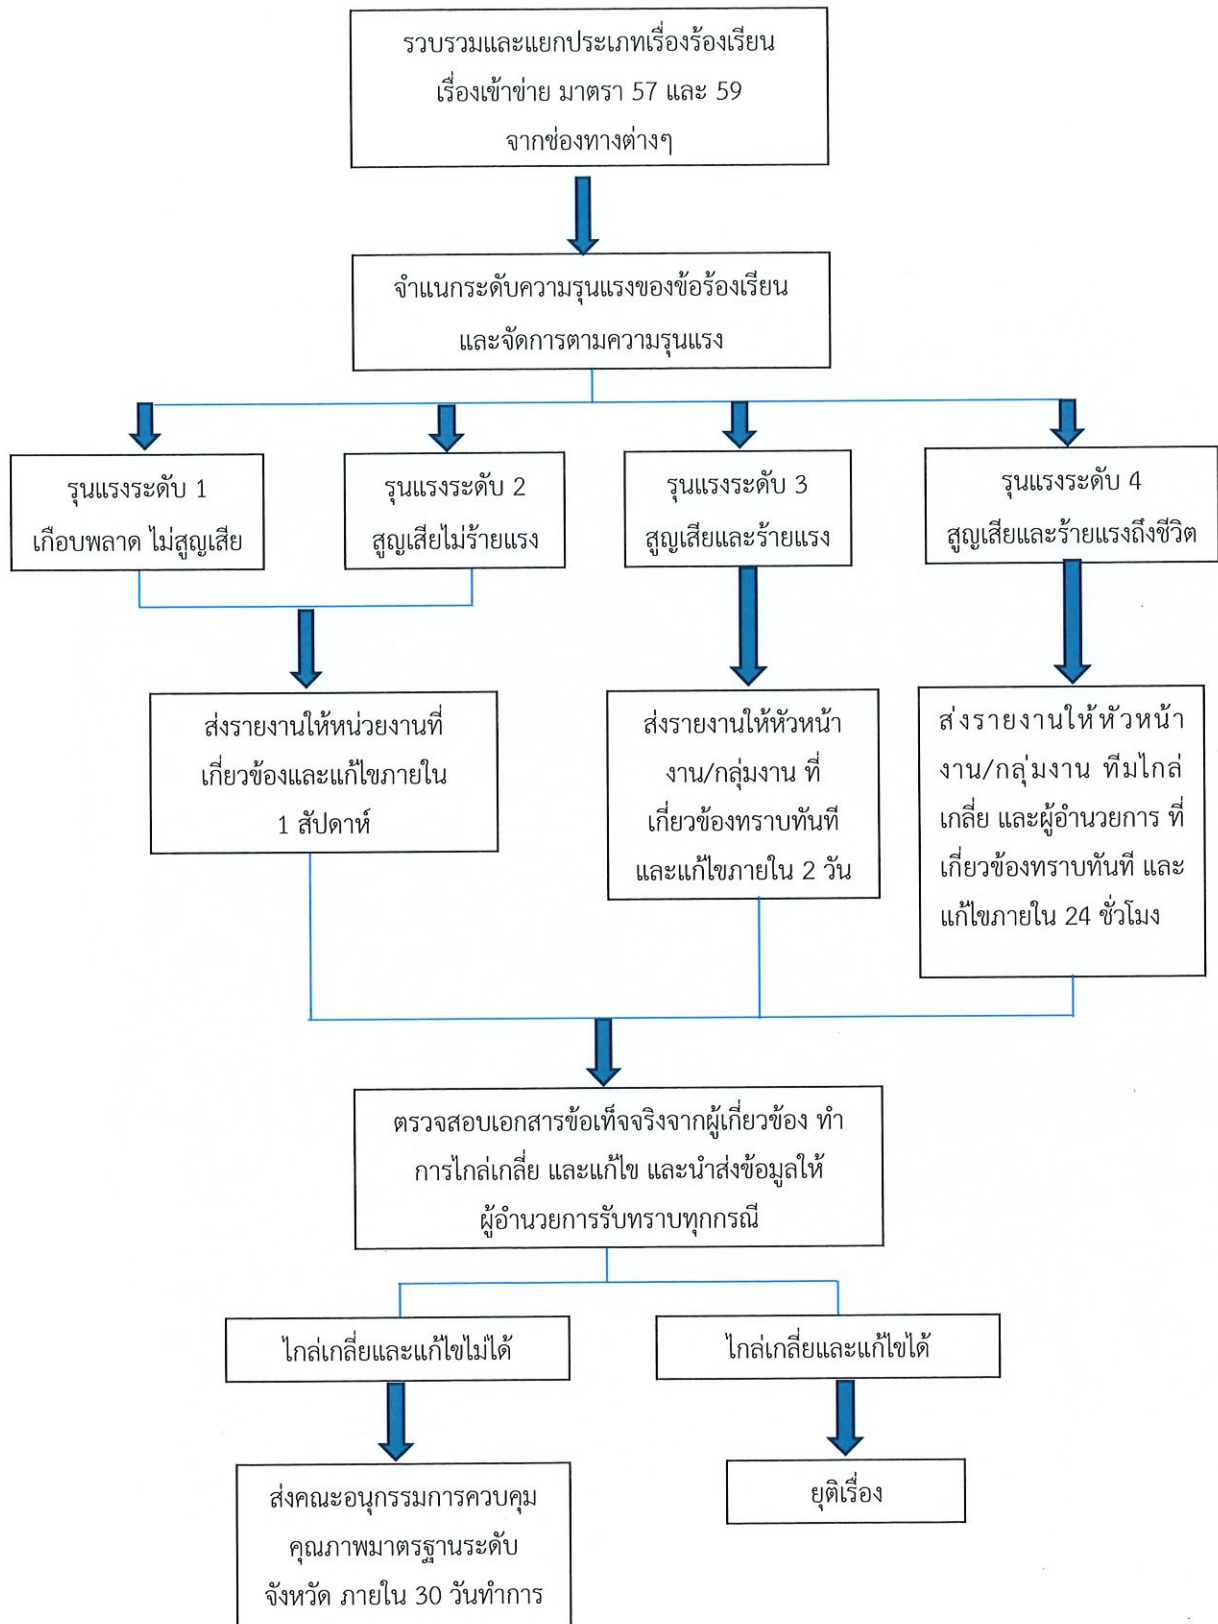 รวบรวมและแยกประเภทเรื่องร้องเรียน
เรื่องเข้าข่าย มาตรา 57 และ 59
จากช่องทางต่างๆ
จำแนกระดับความรุนแรงของข้อร้องเรียน
และจัดการตามความรุนแรง
รุนแรงระดับ 1
เกือบพลาด ไม่สูญเสีย
รุนแรงระดับ 2
สูญเสียไม่ร้ายแรง
รุนแรงระดับ 3
สูญเสียและร้ายแรง
รุนแรงระดับ 4
สูญเสียและร้ายแรงถึงชีวิต
ส่งรายงานให้หน่วยงานที่
เกี่ยวข้องและแก้ไขภายใน
1 สัปดาห์
ส่งรายงานให้หัวหน้า
งาน/กลุ่มงาน ที่
เกี่ยวข้องทราบทันที
และแก้ไขภายใน 2 วัน
ส่งรายงานให้หัวหน้า
งาน/กลุ่มงาน ทีมไกล่
เกลี่ย และผู้อำนวยการ ที่
เกี่ยวข้องทราบทันที และ
แก้ไขภายใน 24 ชั่วโมง
ตรวจสอบเอกสารข้อเท็จจริงจากผู้เกี่ยวข้อง ทำ
การไกล่เกลี่ย และแก้ไข และนำส่งข้อมูลให้
ผู้อำนวยการรับทราบทุกกรณี
ไกล่เกลี่ยและแก้ไขไม่ได้
ไกล่เกลี่ยและแก้ไขได้
ส่งคณะอนุกรรมการควบคุม
คุณภาพมาตรฐานระดับ
จังหวัด ภายใน 30 วันทำการ
ยุติเรื่อง